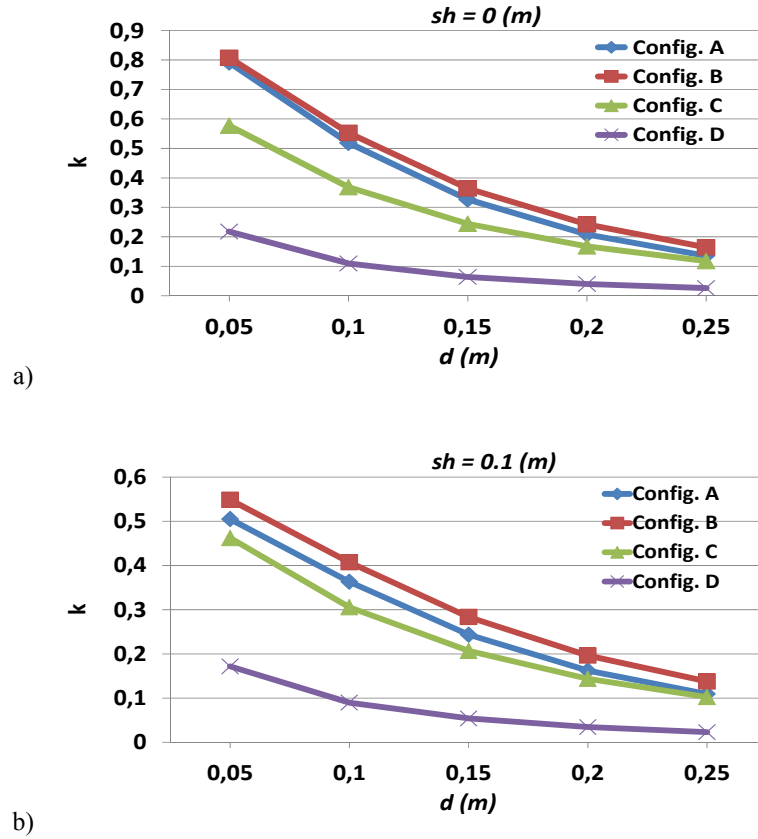 sh = 0 (m)
0,9
0,8
0,7
0,6
0,5
0,4
0,3
0,2
0,1
0
k
Config. A
Config. B
Config. C
Config. D
0,05 0,1 0,15 0,2 0,25
d (m)
a)
sh = 0.1 (m)
0,6
0,5
0,4
0,3
0,2
0,1
0
k
Config. A
Config. B
Config. C
Config. D
0,05 0,1 0,15 0,2 0,25
d (m)
b)